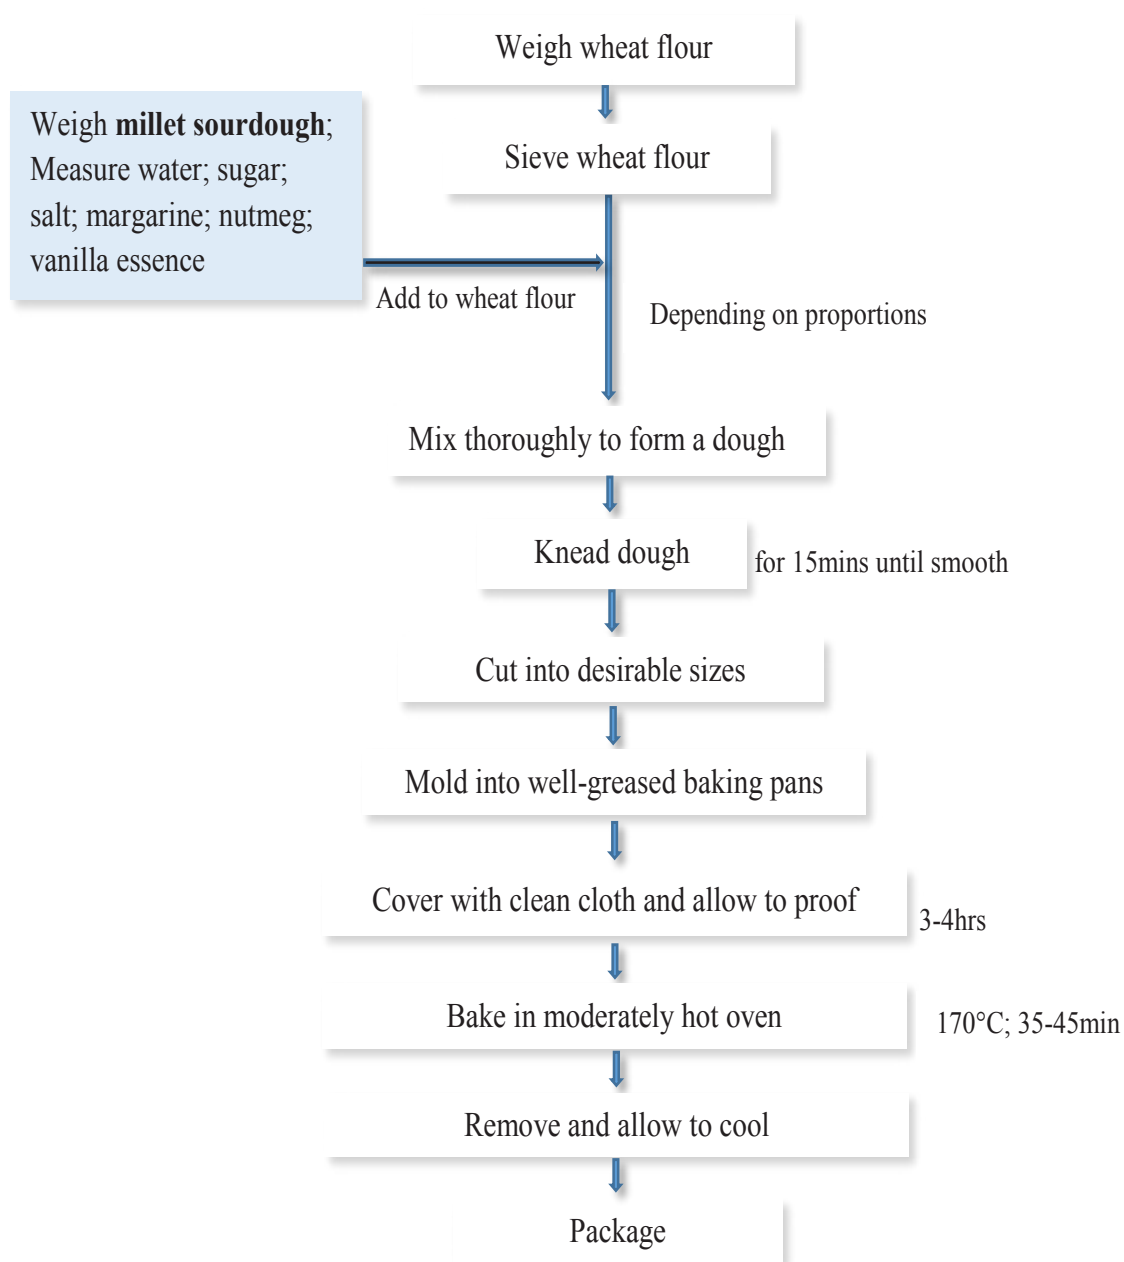 Weigh wheat flour
Weigh millet sourdough;
Measure water; sugar;
salt; margarine; nutmeg;
vanilla essence
Sieve wheat flour
Add to wheat flour
Depending on proportions
Mix thoroughly to form a dough
Knead dough
for 15mins until smooth
Cut into desirable sizes
Mold into well-greased baking pans
Cover with clean cloth and allow to proof
3-4hrs
Bake in moderately hot oven
170°C; 35-45min
Remove and allow to cool
Package